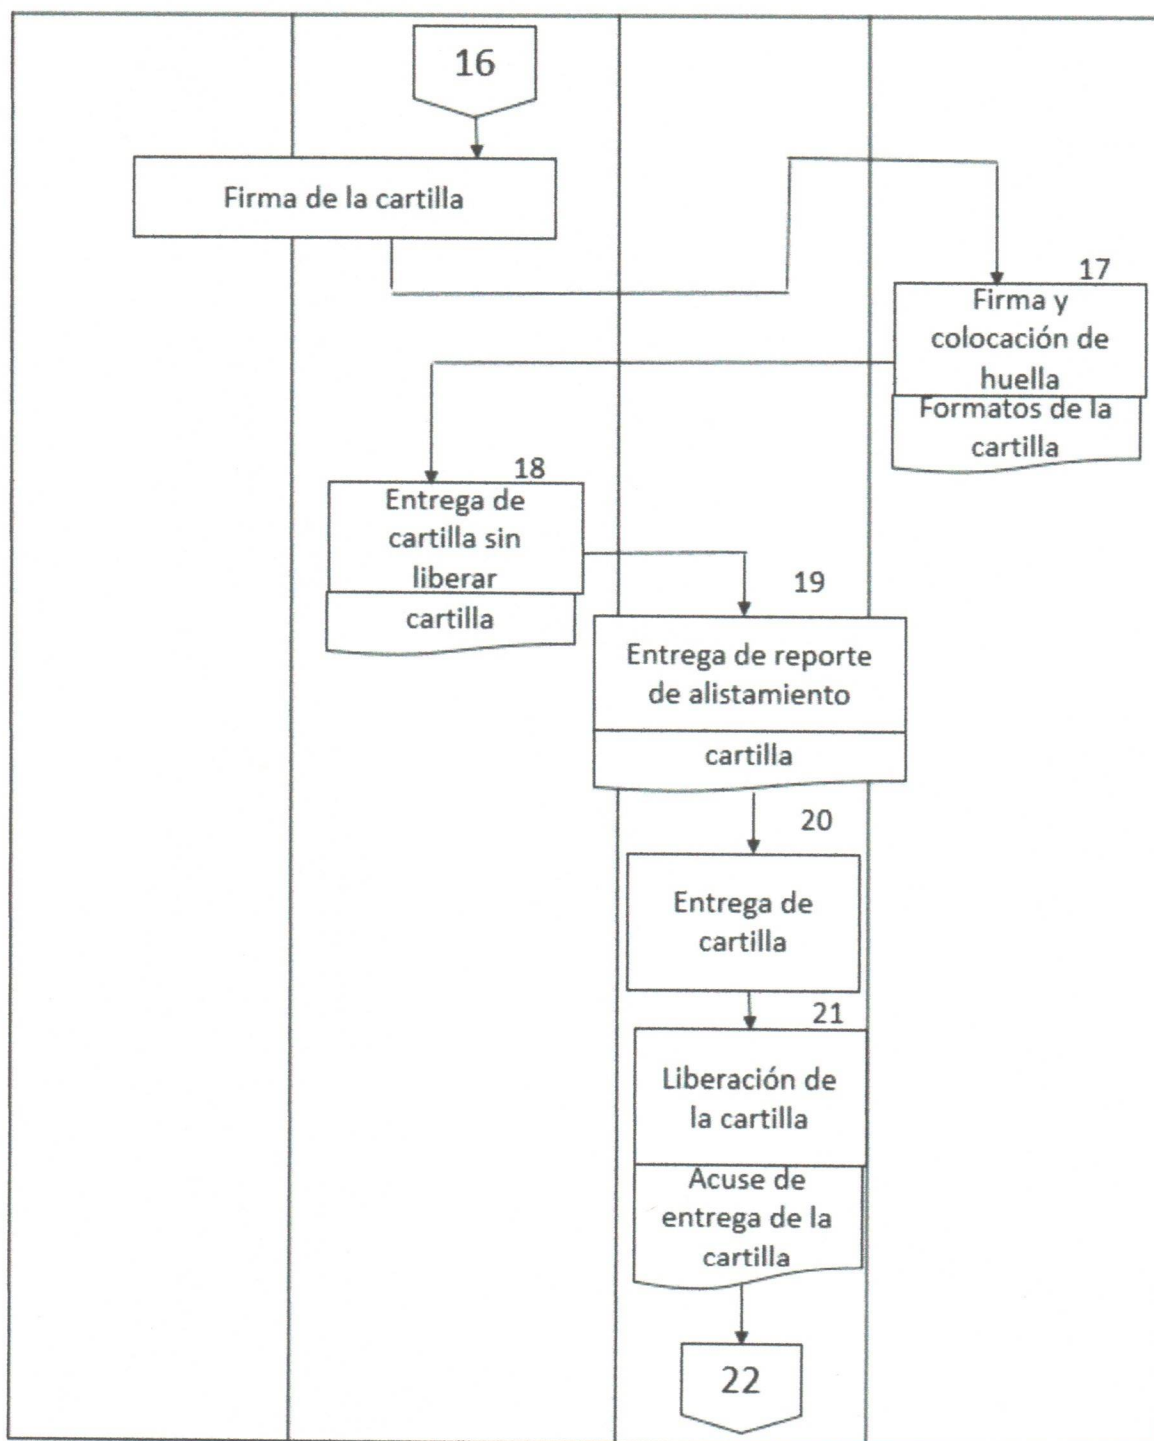 16
Firma de la cartilla
17
Firma y
colocación de
huella
Formatos de la
cartilla
18
Entrega de
cartilla sin
liberar
cartilla
19
Entrega de reporte
de alistamiento
cartilla
20
Entrega de
cartilla
21
Liberación de
la cartilla
Acuse de
entrega de la
cartilla
22